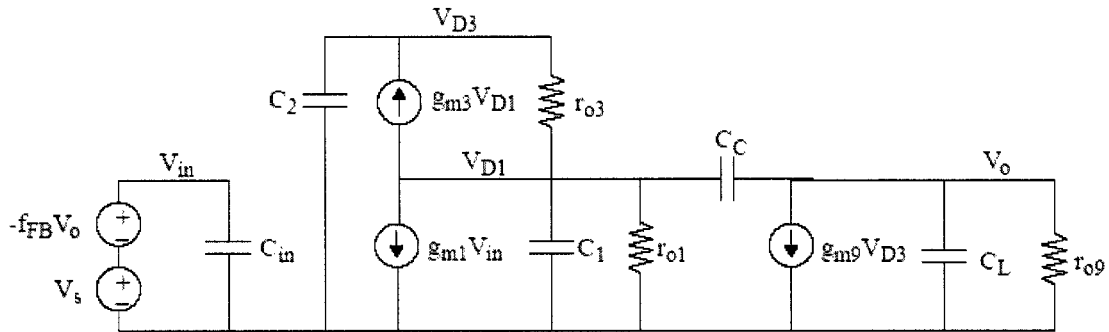 V_D3
C_2
g_m3V_D1
r_o3
C_C
V_in
V_D1
V_o
-f_FBV_o
C_in
g_m1V_in
C_1
r_o1
g_m9V_D3
C_L
r_o9
V_s